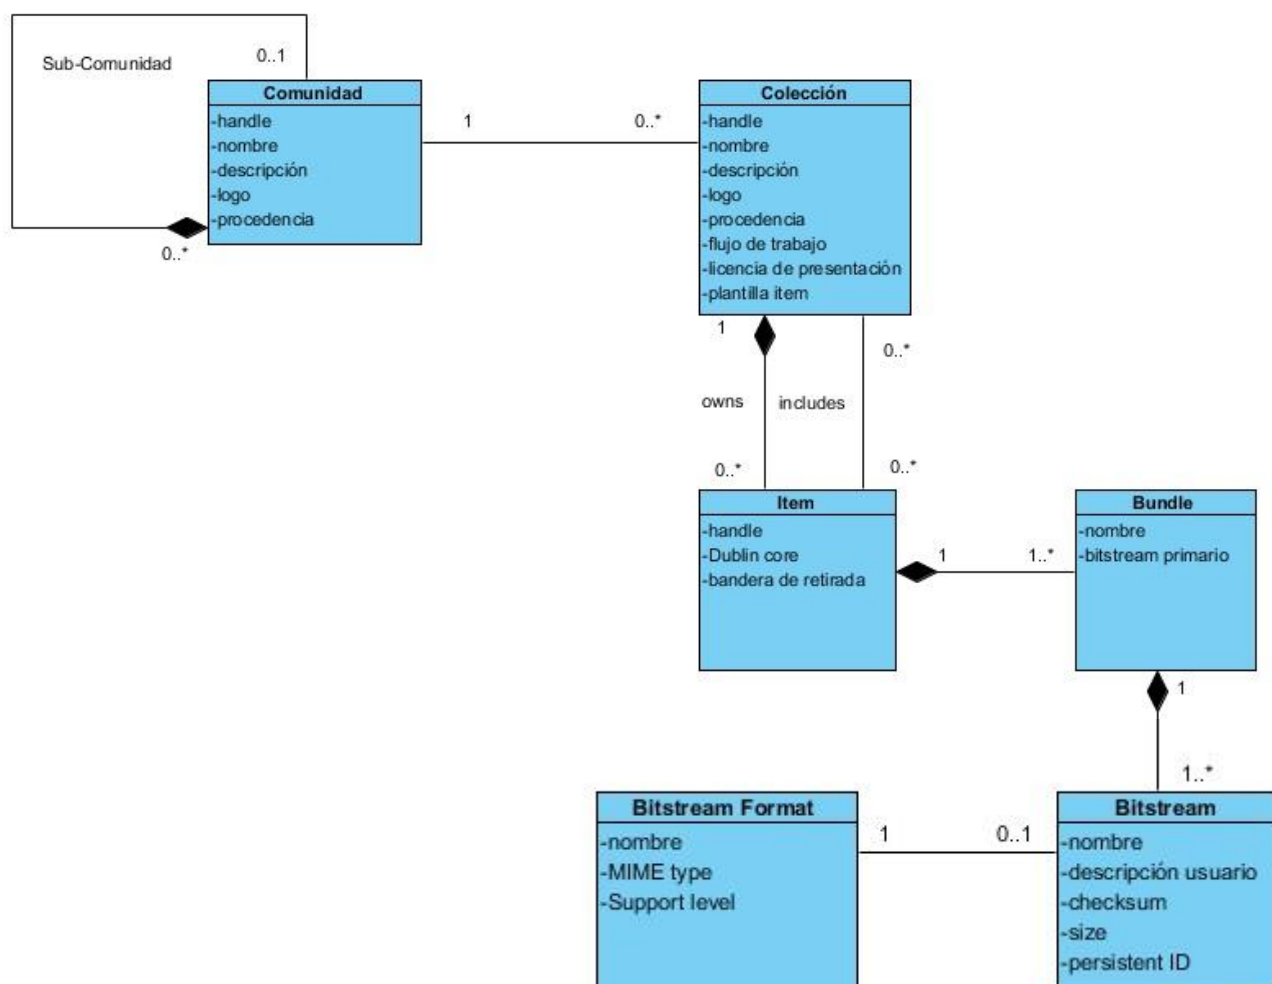 Sub-Comunidad
0..1
Comunidad
-handle
-nombre
-descripción
-logo
-procedencia
0..*
1
0..*
Colección
-handle
-nombre
-descripción
-logo
-procedencia
-flujo de trabajo
-licencia de presentación
-plantilla item
1
0..*
owns
includes
0..*
0..*
Item
-handle
-Dublin core
-bandera de retirada
1
1..*
Bundle
-nombre
-bitstream primario
1
1..*
Bitstream Format
-nombre
-MIME type
-Support level
1
0..1
Bitstream
-nombre
-descripción usuario
-checksum
-size
-persistent ID